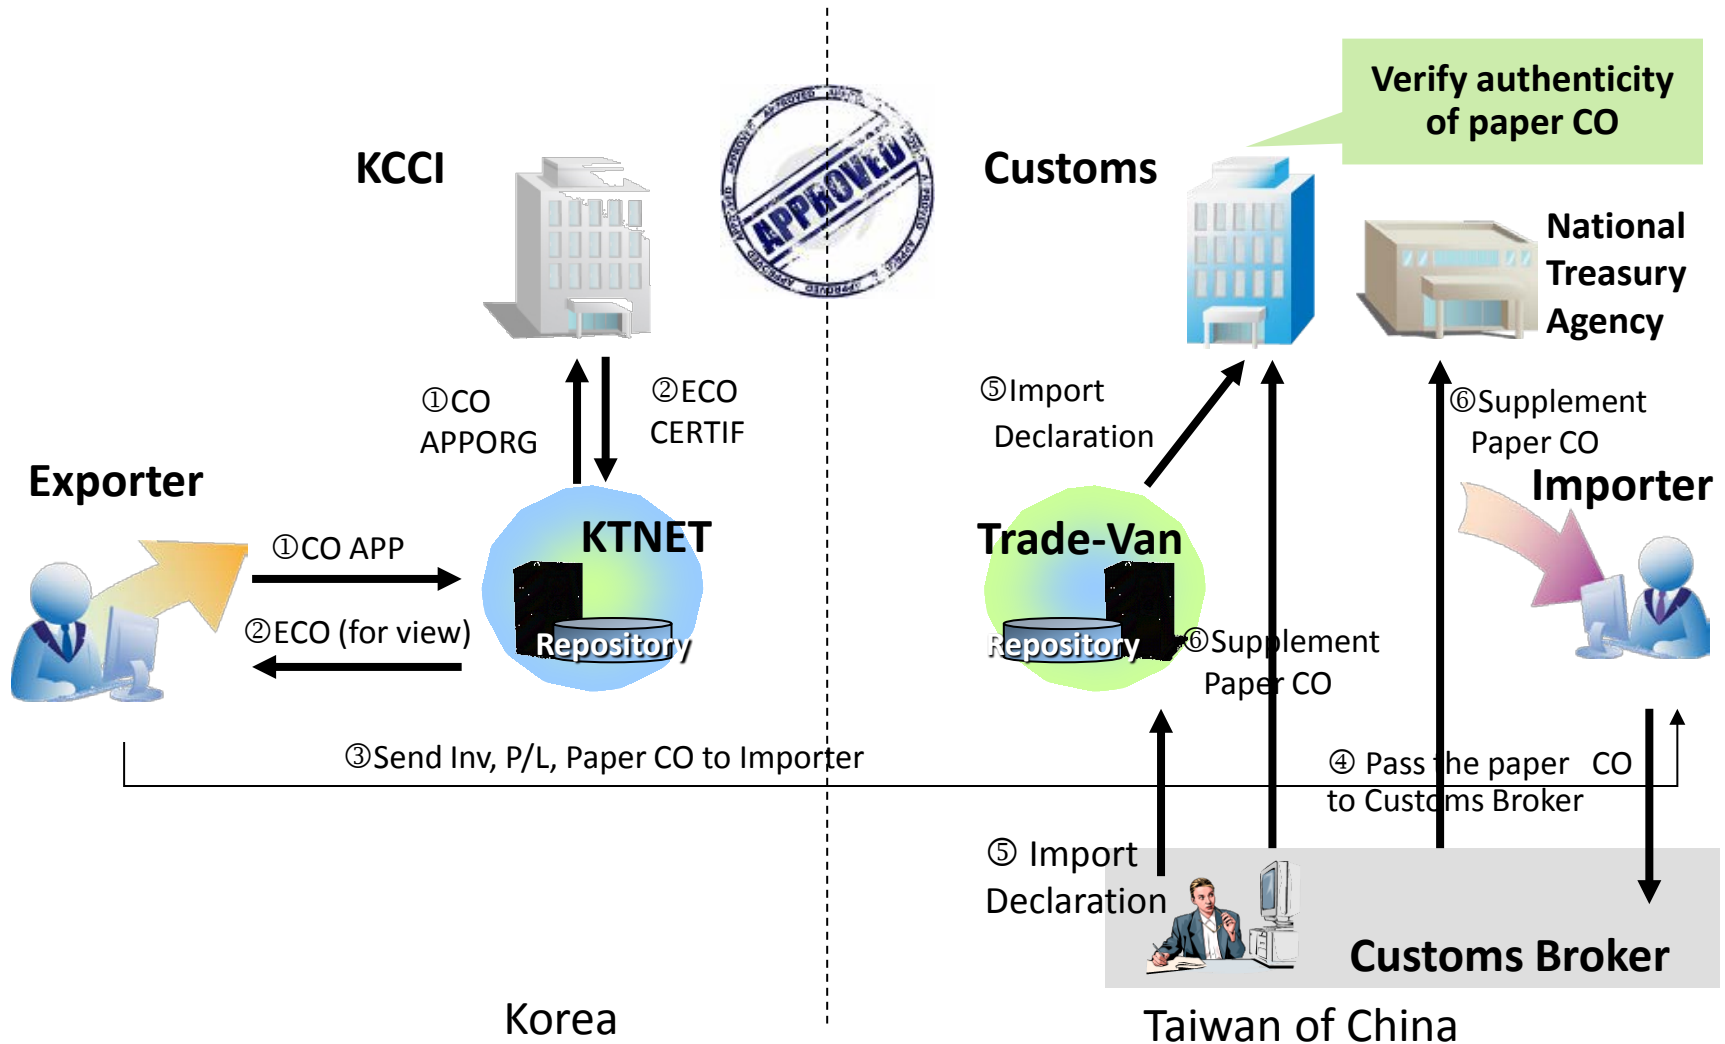 Verify authenticity
of paper CO
KCCI
APPROVED
Customs
National
Treasury
Agency
①CO
APPORG
②ECO
CERTIF
⑤Import
Declaration
⑥Supplement
Paper CO
Exporter
Importer
①CO APP
KTNET
Trade-Van
②ECO (for view)
Repository
Repository
⑥Supplement
Paper CO
③Send Inv, P/L, Paper CO to Importer
④ Pass the paper CO
to Customs Broker
⑤ Import
Declaration
Customs Broker
Korea
Taiwan of China